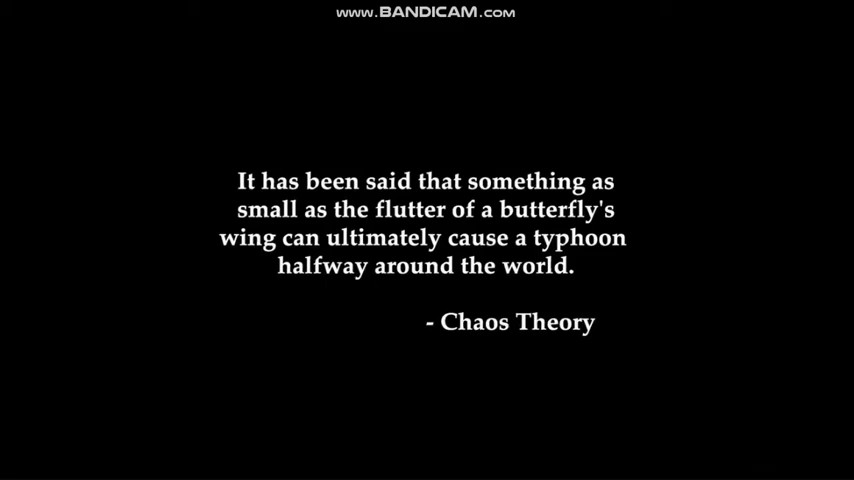 www.BANDICAM.com
It has been said that something as
small as the flutter of a butterfly's
wing can ultimately cause a typhoon
halfway around the world.
- Chaos Theory